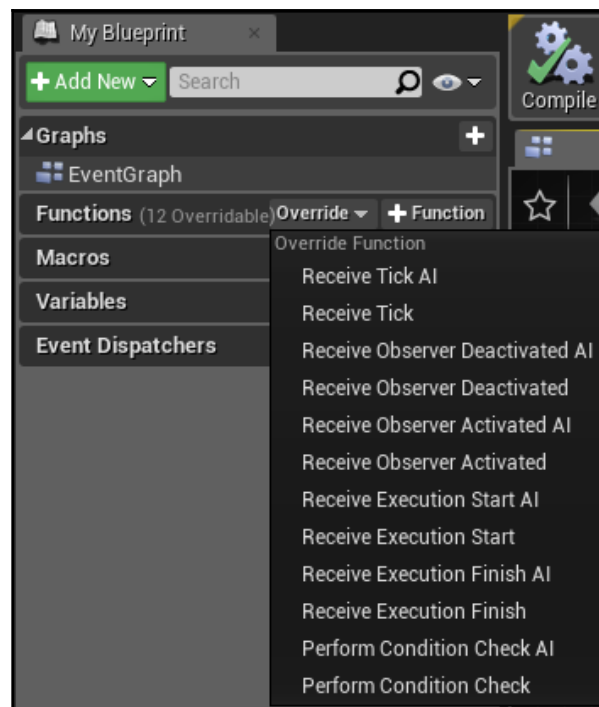 My Blueprint
Add New
Search
Compile
Graphs
EventGraph
Functions (12 Overridable) Override + Function
Override Function
Macros
Variables
Event Dispatchers
Receive Tick AI
Receive Tick
Receive Observer Deactivated AI
Receive Observer Deactivated
Receive Observer Activated AI
Receive Observer Activated
Receive Execution Start AI
Receive Execution Start
Receive Execution Finish AI
Receive Execution Finish
Perform Condition Check AI
Perform Condition Check